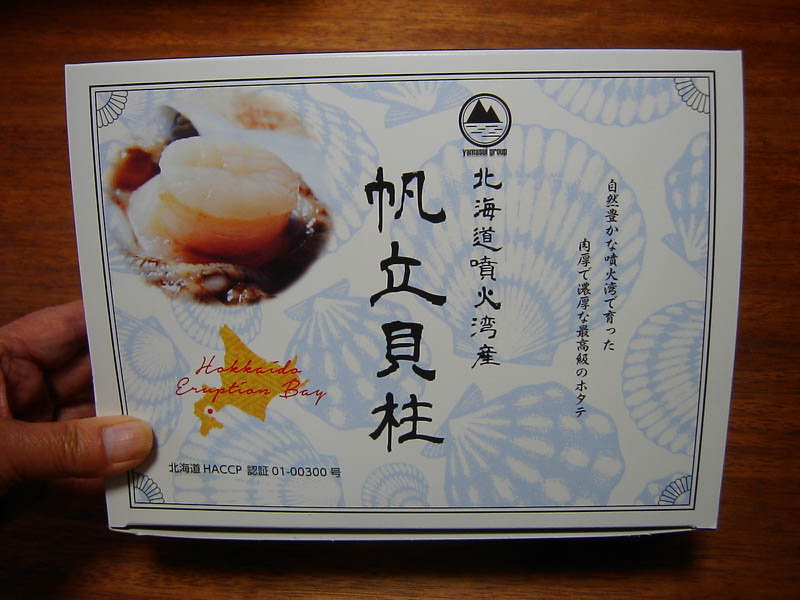 yamasui group
自然豊かな噴火湾で育った
肉厚で濃厚な最高級のホタテ
北海道噴火湾産
帆立貝柱
Hokkaido
Eruption Bay
北海道 HACCP 認証 01-00300 号